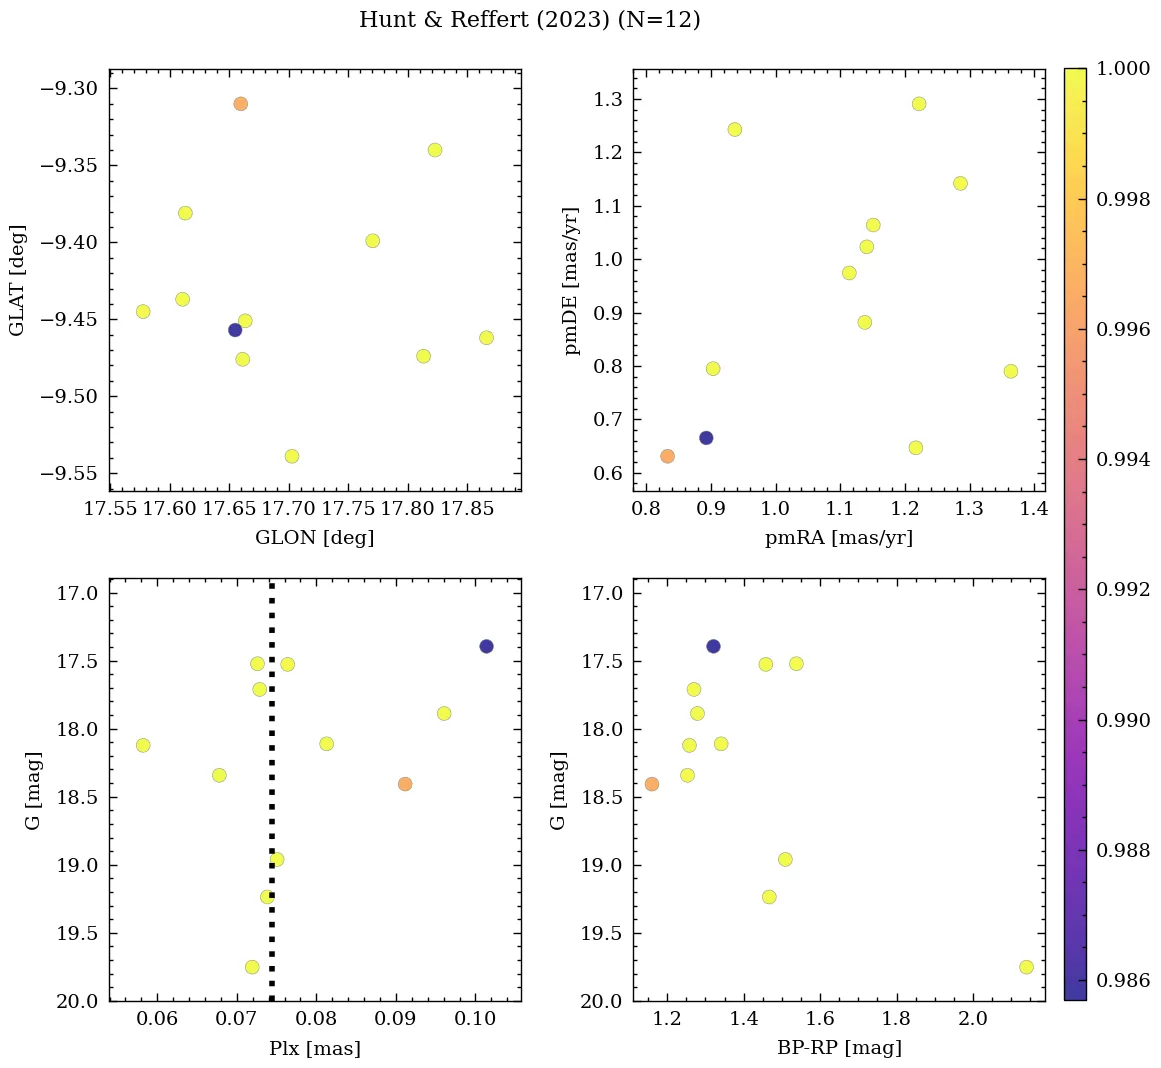 Hunt & Reffert (2023) (N=12)
−9.30
−9.35
−9.40
−9.45
−9.50
−9.55
GLAT [deg]
17.55 17.60 17.65 17.70 17.75 17.80 17.85
GLON [deg]
1.3
1.2
1.1
1.0
0.9
0.8
0.7
0.6
pmDE [mas/yr]
0.8 0.9 1.0 1.1 1.2 1.3 1.4
pmRA [mas/yr]
17.0
17.5
18.0
18.5
19.0
19.5
20.0
G [mag]
0.06 0.07 0.08 0.09 0.10
Plx [mas]
17.0
17.5
18.0
18.5
19.0
19.5
20.0
G [mag]
1.2 1.4 1.6 1.8 2.0
BP-RP [mag]
1.000
0.998
0.996
0.994
0.992
0.990
0.988
0.986